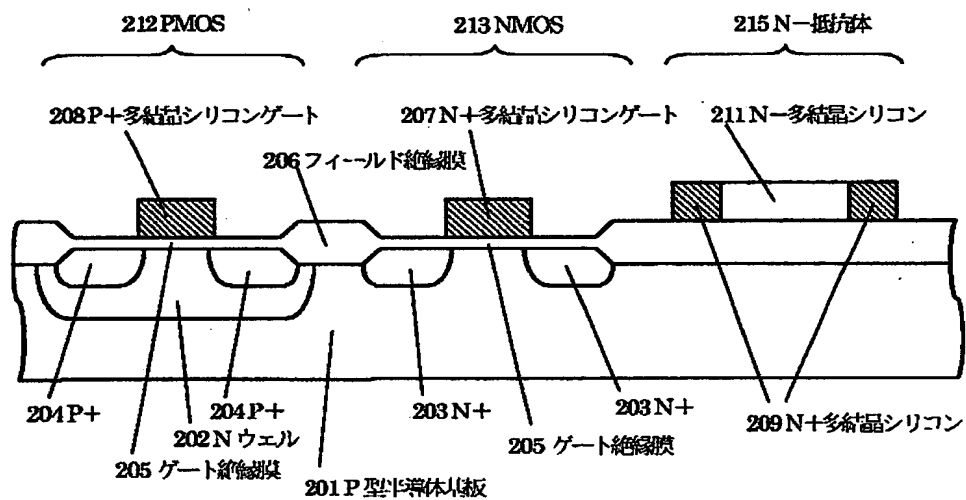 212 PMOS
213 NMOS
215 N－抵抗体
208 P＋多結晶シリコンゲート
207 N＋多結晶シリコンゲート
211 N－多結晶シリコン
206 フィールド絶縁膜
204 P+
204 P+
203 N+
203 N+
209 N+多結晶シリコン
202 N ウェル
205 ゲート絶縁膜
205 ゲート絶縁膜
201 P 型半導体基板